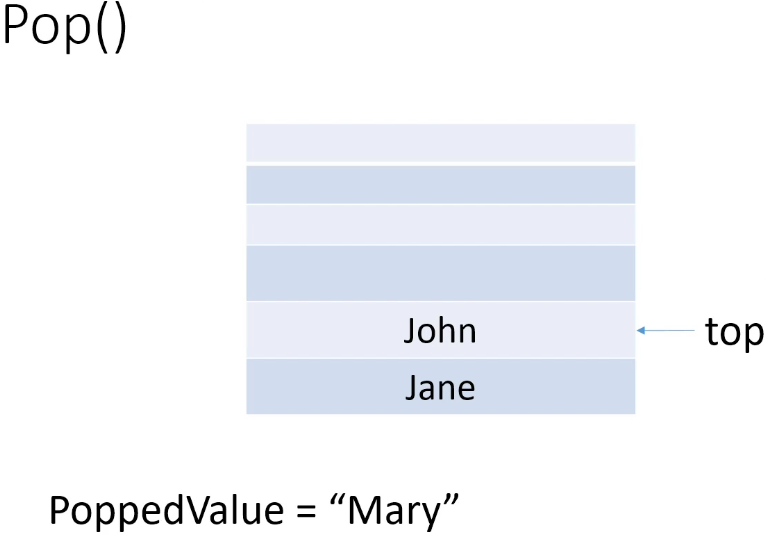 Pop()
John
top
Jane
PoppedValue = “Mary”